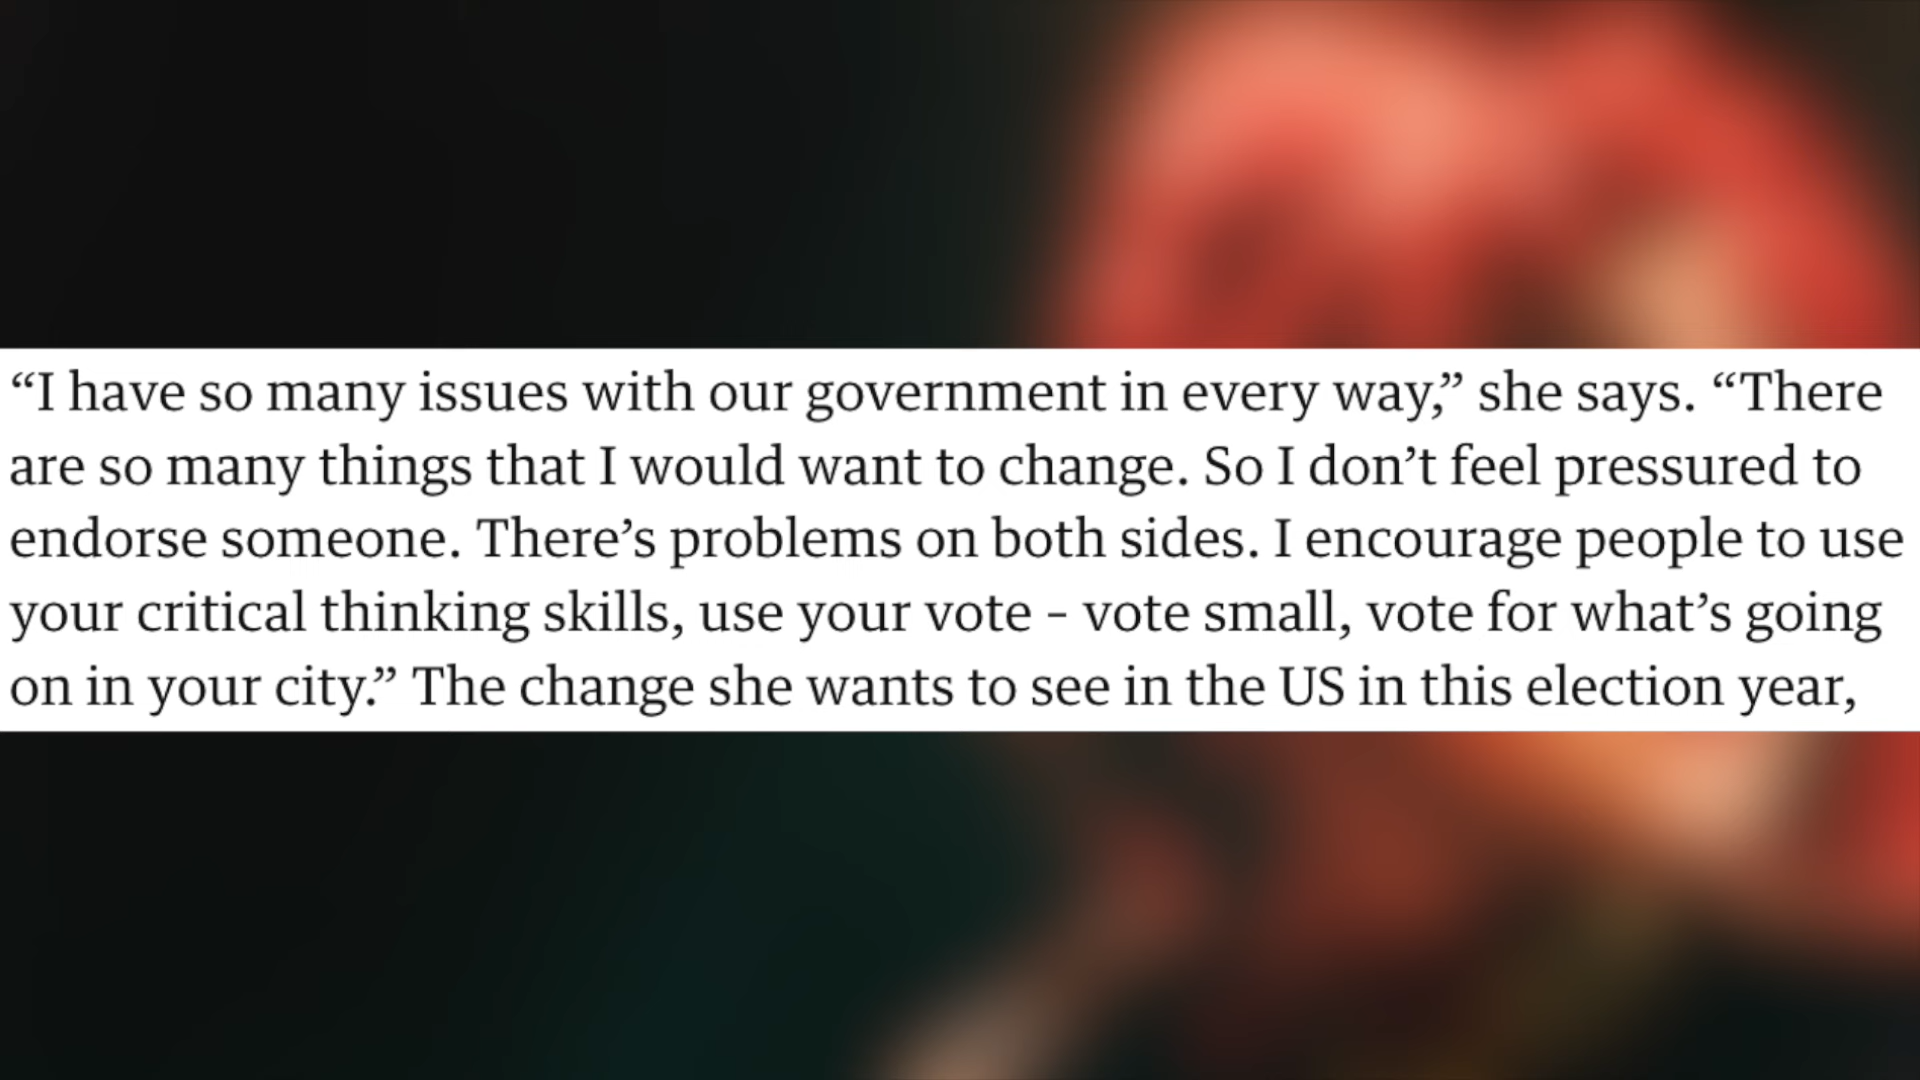 “I have so many issues with our government in every way,” she says. “There
are so many things that I would want to change. So I don’t feel pressured to
endorse someone. There’s problems on both sides. I encourage people to use
your critical thinking skills, use your vote – vote small, vote for what’s going
on in your city.” The change she wants to see in the US in this election year,